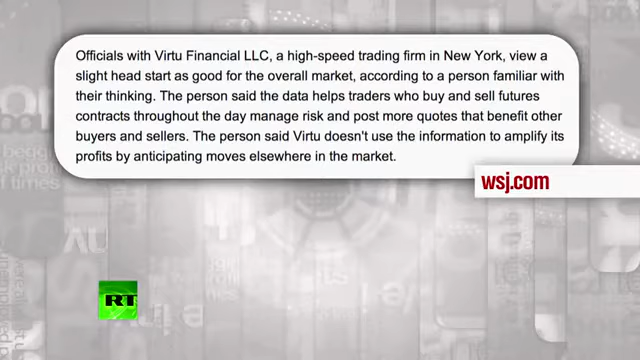 Officials with Virtu Financial LLC, a high-speed trading firm in New York, view a
slight head start as good for the overall market, according to a person familiar with
their thinking. The person said the data helps traders who buy and sell futures
contracts throughout the day manage risk and post more quotes that benefit other
buyers and sellers. The person said Virtu doesn't use the information to amplify its
profits by anticipating moves elsewhere in the market.
wsj.com
RT